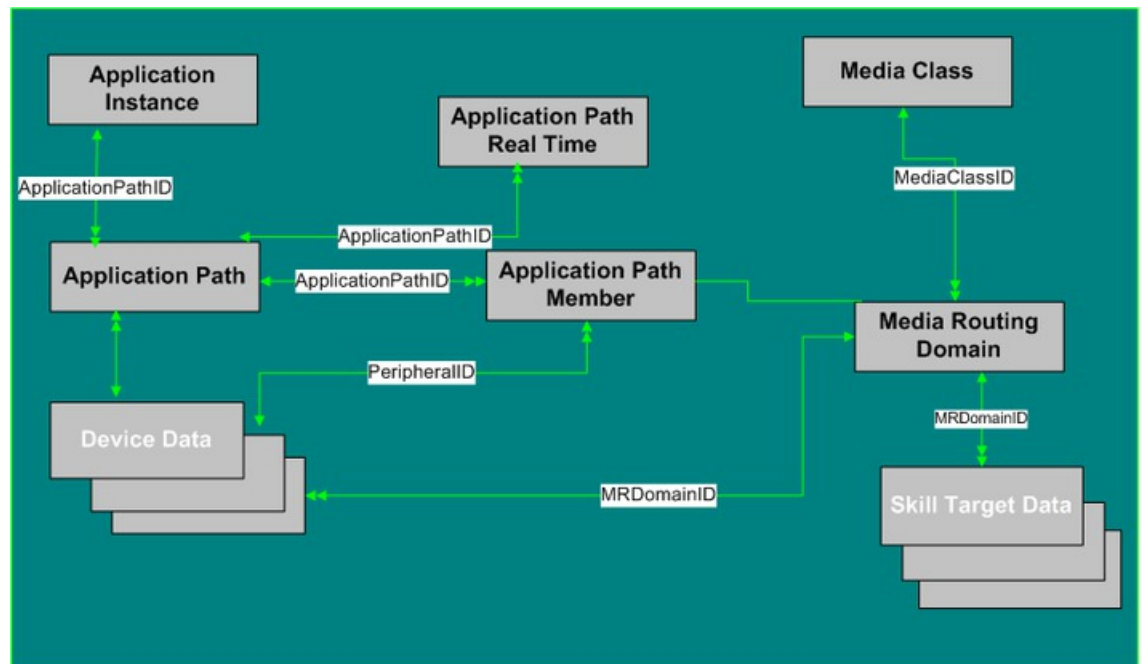 Application
Instance
Media Class
Application Path
Real Time
ApplicationPathID
MediaClassID
ApplicationPathID
Application Path
ApplicationPathID
Application Path
Member
Media Routing
Domain
PeripheralID
Device Data
MRDomainID
MRDomainID
Skill Target Data